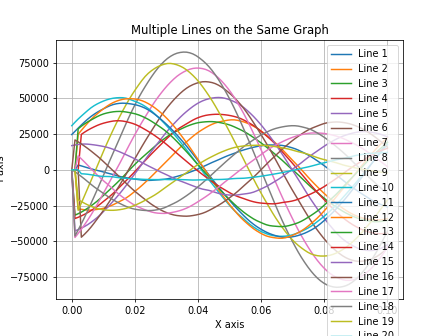 Multiple Lines on the Same Graph
75000
50000
25000
0
−25000
−50000
−75000
0.00
0.02
0.04
0.06
X axis
Line 1
Line 2
Line 3
Line 4
Line 5
Line 6
Line 7
Line 8
Line 9
Line 10
Line 11
Line 12
Line 13
Line 14
Line 15
Line 16
Line 17
Line 18
Line 19